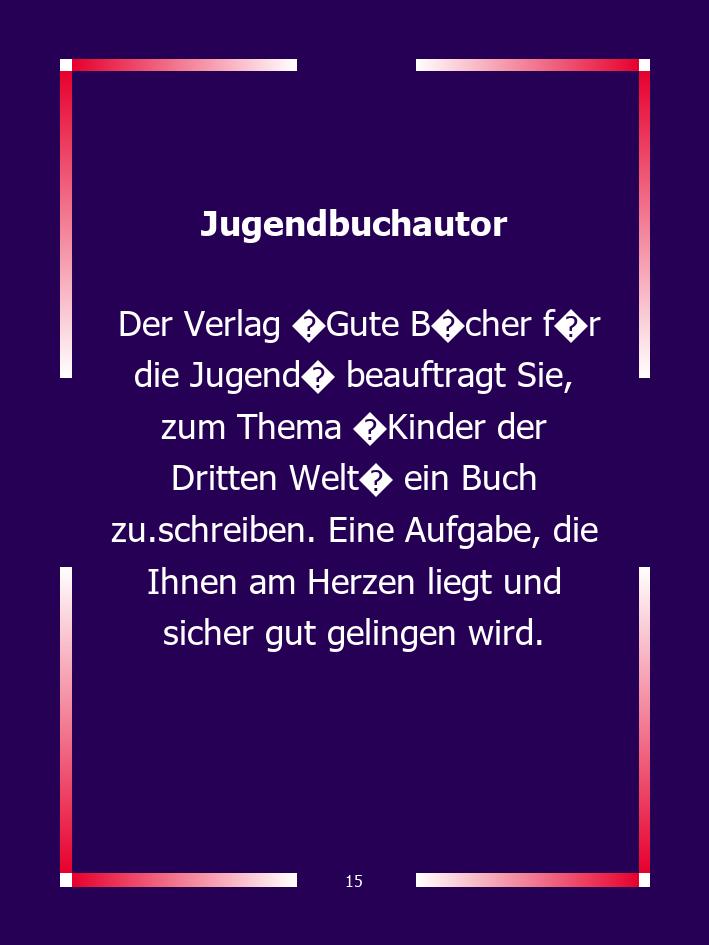 Jugendbuchautor
Der Verlag �Gute B�cher f�r
die Jugend� beauftragt Sie,
zum Thema �Kinder der
Dritten Welt� ein Buch
zu.schreiben. Eine Aufgabe, die
Ihnen am Herzen liegt und
sicher gut gelingen wird.
15